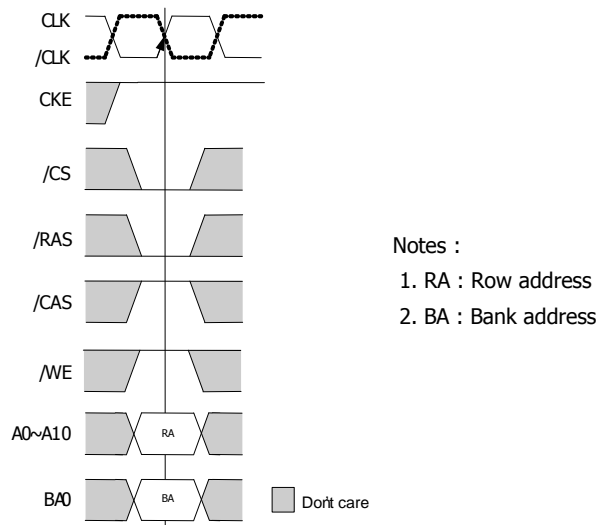 CLK
/CLK
CKE
/CS
/RAS
/CAS
/WE
A0~A10
RA
BA0
BA
Don't care
Notes :
1. RA : Row address
2. BA : Bank address